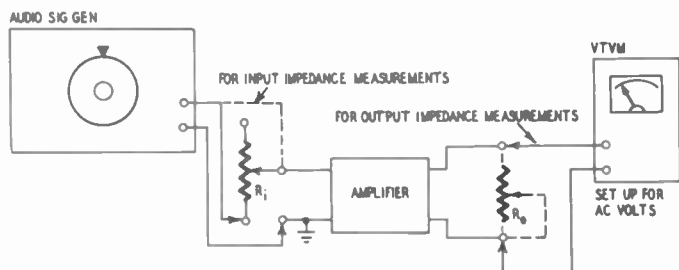 AUDIO SIG GEN
VTVM
FOR INPUT IMPEDANCE MEASUREMENTS
FOR OUTPUT IMPEDANCE MEASUREMENTS
Ri
AMPLIFIER
Ro
SET UP FOR
AC VOLTS